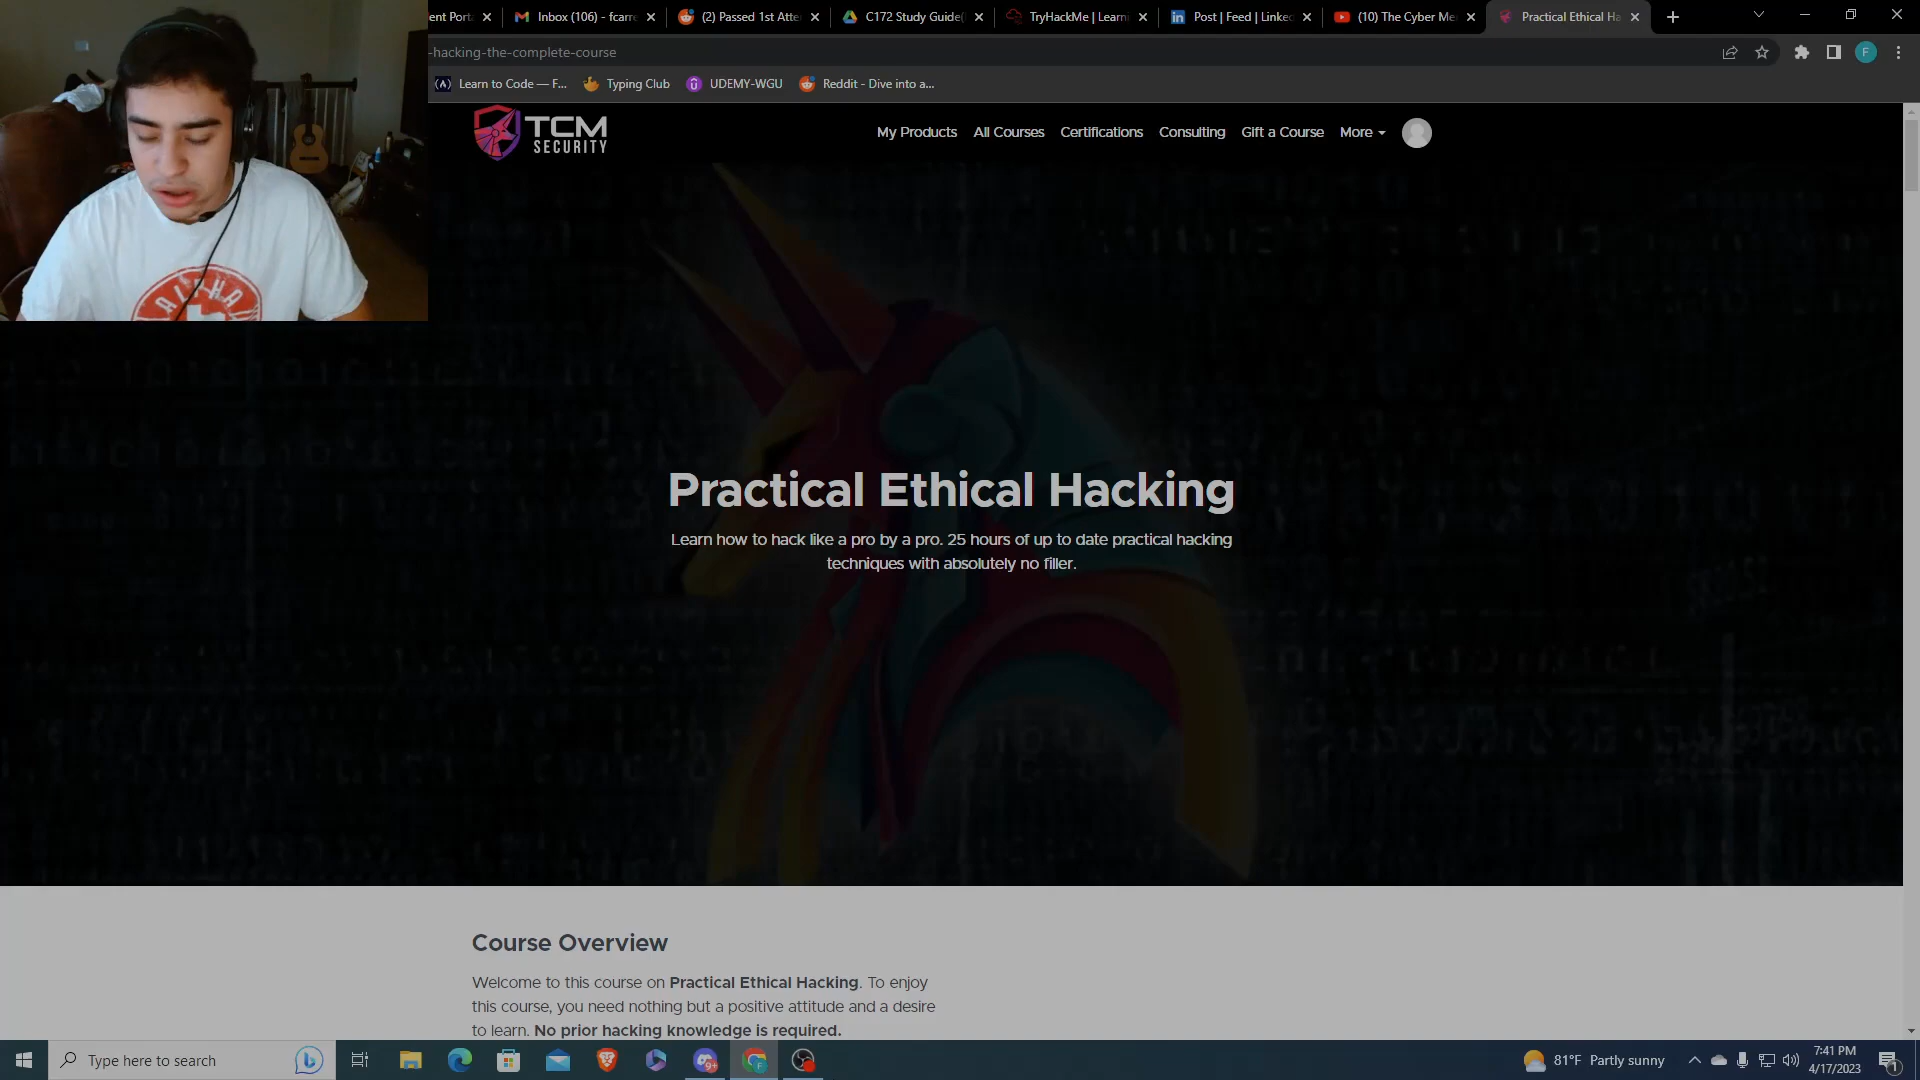 ent Porta
Inbox (106) - fcarre
(2) Passed 1st Atte
C172 Study Guide
TryHackMe | Learn
Post | Feed | Linked
(10) The Cyber Me
Practical Ethical Ha
-hacking-the-complete-course
F
Learn to Code — F...
Typing Club
UDEMY-WGU
Reddit - Dive into a...
TCM
SECURITY
My Products
All Courses
Certifications
Consulting
Gift a Course
More
ALOHA
Practical Ethical Hacking
Learn how to hack like a pro by a pro. 25 hours of up to date practical hacking
techniques with absolutely no filler.
Course Overview
Welcome to this course on Practical Ethical Hacking. To enjoy
this course, you need nothing but a positive attitude and a desire
to learn. No prior hacking knowledge is required.
Type here to search
9+
81°F Partly sunny
7:41 PM
4/17/2023
1